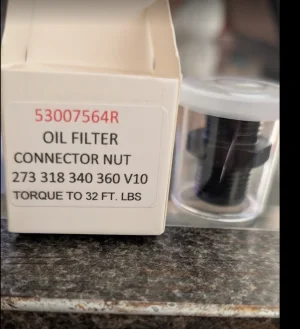 53007564R
OIL FILTER
CONNECTOR NUT
273 318 340 360 V10
TORQUE TO 32 FT. LBS